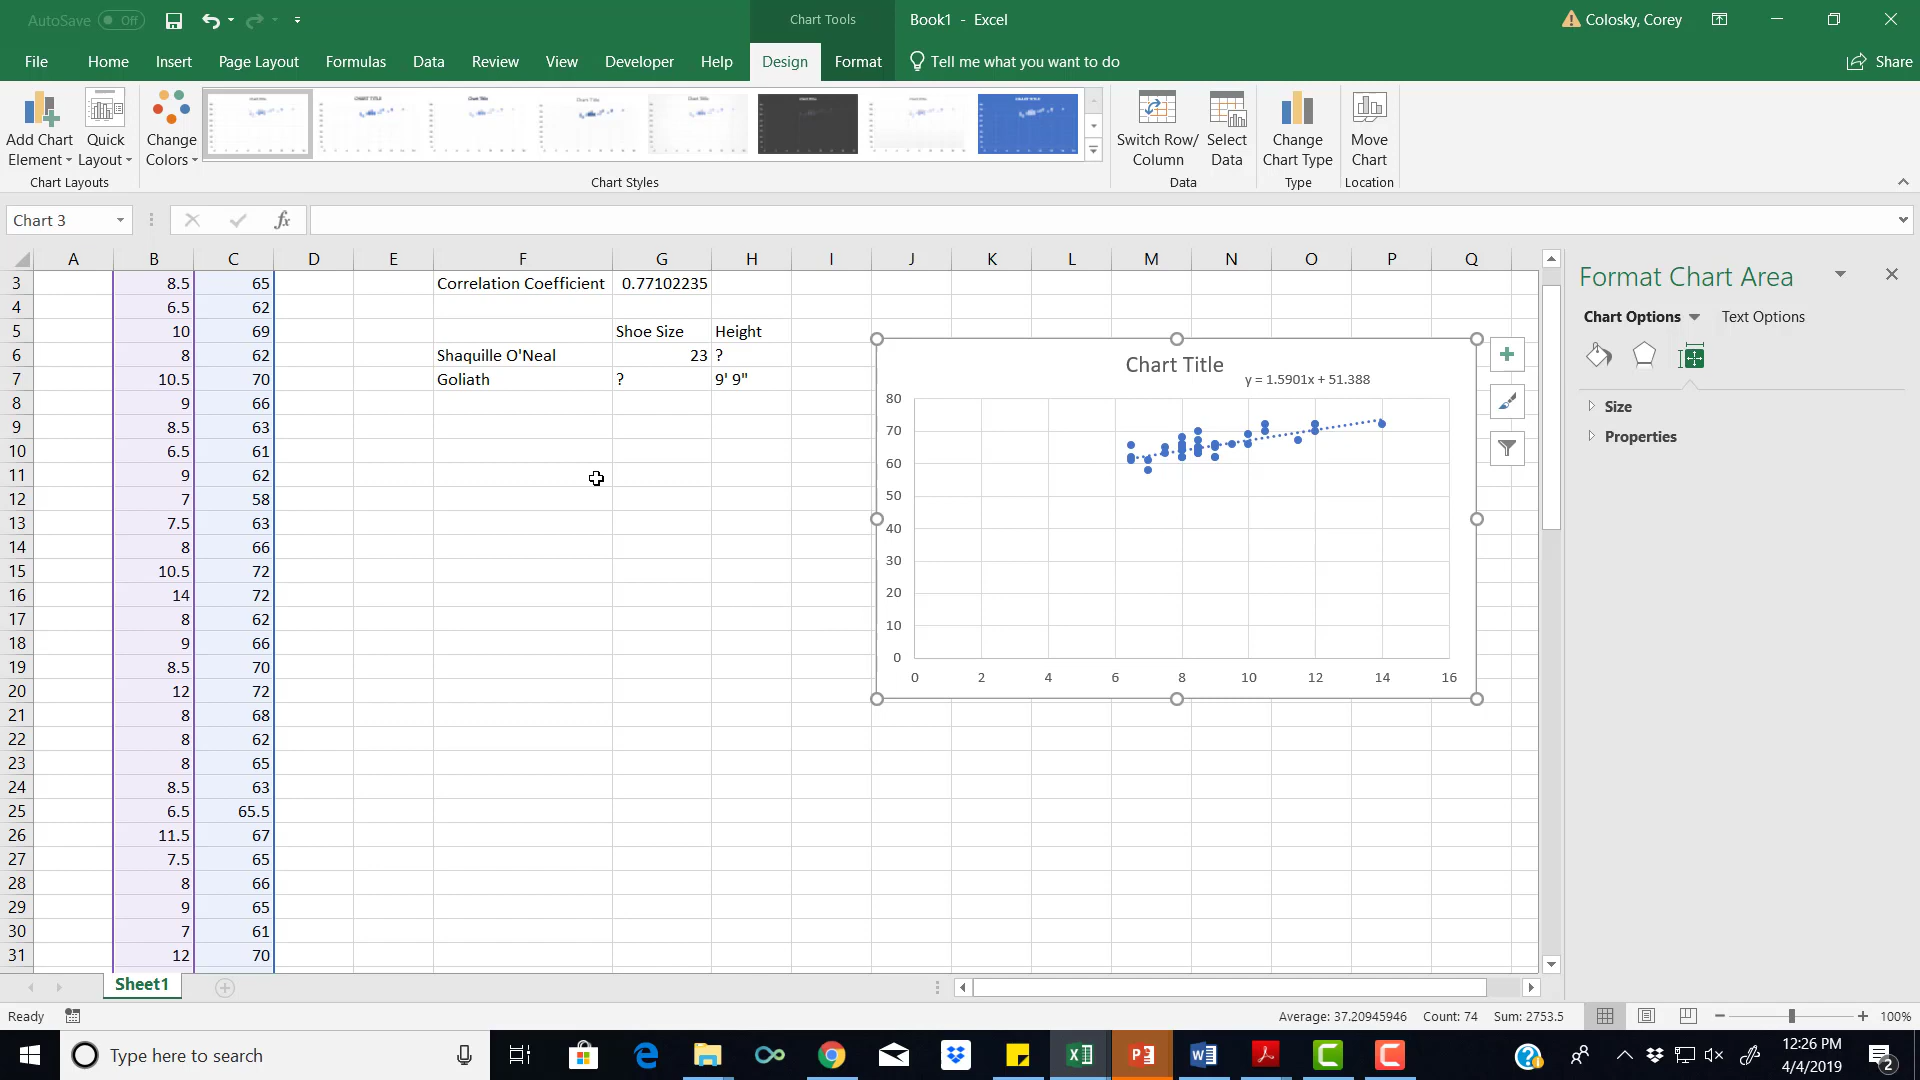 AutoSave Off
Chart Tools
Book1 - Excel
Colosky, Corey
File Home Insert Page Layout Formulas Data Review View Developer Help Design Format Tell me what you want to do Share
Add Chart Element
Quick Layout
Change Colors
Switch Row/ Column
Select Data
Change Chart Type
Move Chart
Chart Layouts Chart Styles Data Type Location
Chart 3 fx
A B C D E F G H I J K L M N O P Q
3 8.5 65 Correlation Coefficient 0.77102235
4 6.5 62
5 10 69 Shoe Size Height
6 8 62 Shaquille O'Neal 23 ?
7 10.5 70 Goliath ? 9' 9"
8 9 66
9 8.5 63
10 6.5 61
11 9 62
12 7 58
13 7.5 63
14 8 66
15 10.5 72
16 14 72
17 8 62
18 9 66
19 8.5 70
20 12 72
21 8 68
22 8 62
23 8 65
24 8.5 63
25 6.5 65.5
26 11.5 67
27 7.5 65
28 8 66
29 9 65
30 7 61
31 12 70
Chart Title
y = 1.5901x + 51.388
80
70
60
50
40
30
20
10
0
0 2 4 6 8 10 12 14 16
Format Chart Area
Chart Options Text Options
Size
Properties
Sheet1
Ready Average: 37.20945946 Count: 74 Sum: 2753.5 100%
Type here to search
12:26 PM
4/4/2019
2